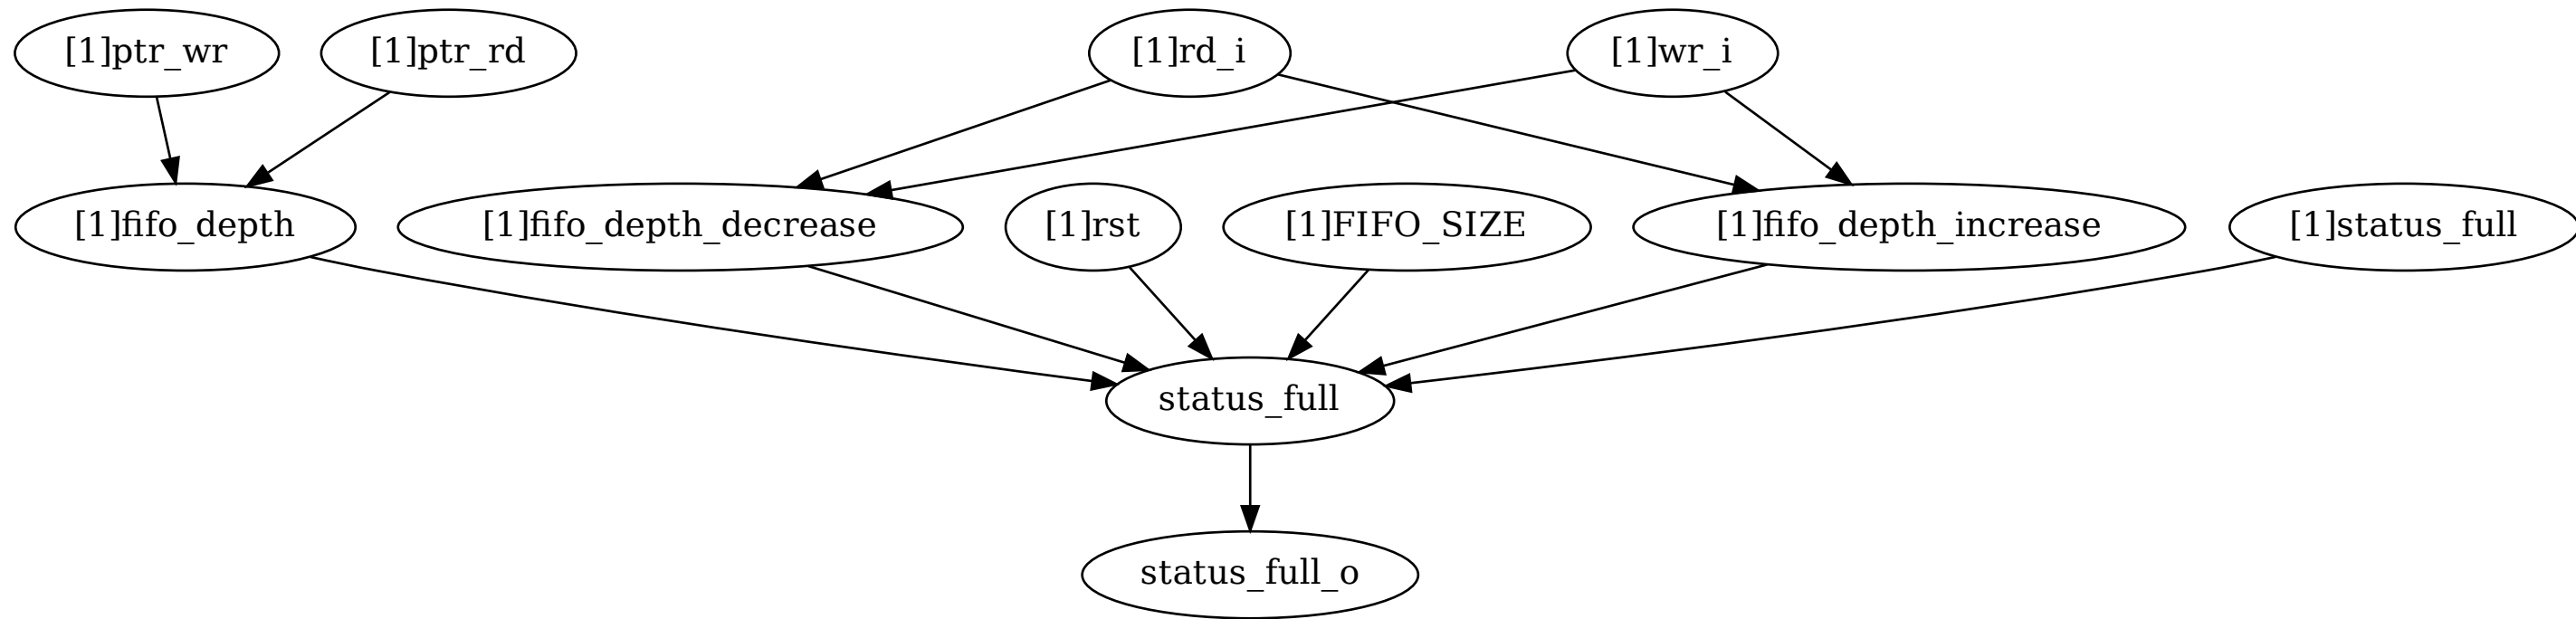 [1]ptr_wr
[1]ptr_rd
[1]rd_i
[1]wr_i
[1]fifo_depth
[1]fifo_depth_decrease
[1]rst
[1]FIFO_SIZE
[1]fifo_depth_increase
[1]status_full
status_full
status_full_o